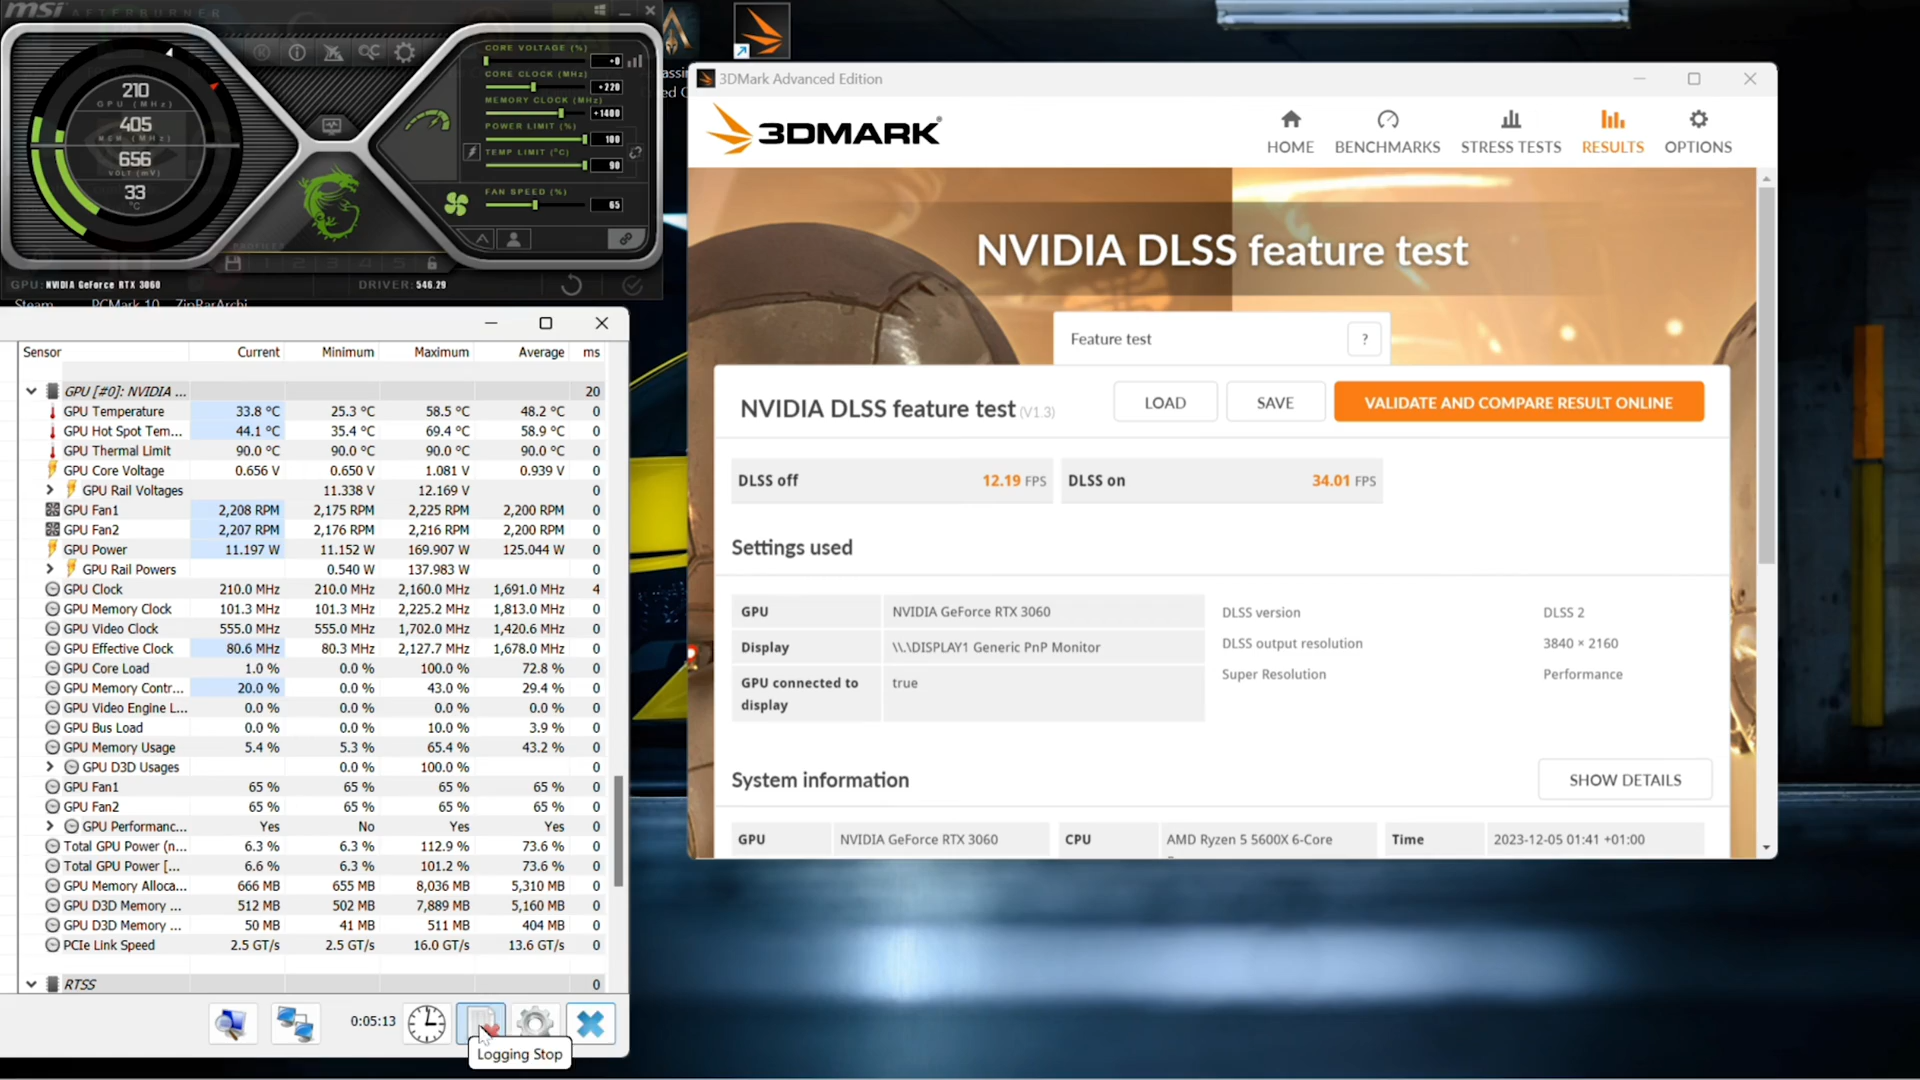 msi AFTERBURNER
210
GPU (MHz)
405
MEM (MHz)
656
VOLT (mV)
33
°C
CORE VOLTAGE (%)
+0
CORE CLOCK (MHz)
+220
MEMORY CLOCK (MHz)
+1400
POWER LIMIT (%)
100
TEMP LIMIT (°C)
90
FAN SPEED (%)
65
PROFILES
1 2 3 4 5
GPU: NVIDIA GeForce RTX 3060
DRIVER: 546.29
Steam PCMark 10
Sensor Current Minimum Maximum Average ms
GPU [#0]: NVIDIA ... 20
GPU Temperature 33.8 °C 25.3 °C 58.5 °C 48.2 °C 0
GPU Hot Spot Tem... 44.1 °C 35.4 °C 69.4 °C 58.9 °C 0
GPU Thermal Limit 90.0 °C 90.0 °C 90.0 °C 90.0 °C 0
GPU Core Voltage 0.656 V 0.650 V 1.081 V 0.939 V 0
GPU Rail Voltages 11.338 V 12.169 V 0
GPU Fan1 2,208 RPM 2,175 RPM 2,225 RPM 2,200 RPM 0
GPU Fan2 2,207 RPM 2,176 RPM 2,216 RPM 2,200 RPM 0
GPU Power 11.197 W 11.152 W 169.907 W 125.044 W 0
GPU Rail Powers 0.540 W 137.983 W 0
GPU Clock 210.0 MHz 210.0 MHz 2,160.0 MHz 1,691.0 MHz 4
GPU Memory Clock 101.3 MHz 101.3 MHz 2,225.2 MHz 1,813.0 MHz 0
GPU Video Clock 555.0 MHz 555.0 MHz 1,702.0 MHz 1,420.6 MHz 0
GPU Effective Clock 80.6 MHz 80.3 MHz 2,127.7 MHz 1,678.0 MHz 0
GPU Core Load 1.0 % 0.0 % 100.0 % 72.8 % 0
GPU Memory Contr... 20.0 % 0.0 % 43.0 % 29.4 % 0
GPU Video Engine L... 0.0 % 0.0 % 0.0 % 0.0 % 0
GPU Bus Load 0.0 % 0.0 % 10.0 % 3.9 % 0
GPU Memory Usage 5.4 % 5.3 % 65.4 % 43.2 % 0
GPU D3D Usages 0.0 % 100.0 % 0
GPU Fan1 65 % 65 % 65 % 65 % 0
GPU Fan2 65 % 65 % 65 % 65 % 0
GPU Performanc... Yes No Yes Yes 0
Total GPU Power (n... 6.3 % 6.3 % 112.9 % 73.6 % 0
Total GPU Power [... 6.6 % 6.3 % 101.2 % 73.6 % 0
GPU Memory Alloca... 666 MB 655 MB 8,036 MB 5,310 MB 0
GPU D3D Memory ... 512 MB 502 MB 7,889 MB 5,160 MB 0
GPU D3D Memory ... 50 MB 41 MB 511 MB 404 MB 0
PCIe Link Speed 2.5 GT/s 2.5 GT/s 16.0 GT/s 13.6 GT/s 0
RTSS 0
0:05:13
Logging Stop
3DMark Advanced Edition
3DMARK
HOME BENCHMARKS STRESS TESTS RESULTS OPTIONS
NVIDIA DLSS feature test
Feature test ?
NVIDIA DLSS feature test (V1.3) LOAD SAVE VALIDATE AND COMPARE RESULT ONLINE
DLSS off 12.19 FPS DLSS on 34.01 FPS
Settings used
GPU NVIDIA GeForce RTX 3060 DLSS version DLSS 2
Display \\.\DISPLAY1 Generic PnP Monitor DLSS output resolution 3840 × 2160
GPU connected to display true Super Resolution Performance
System information SHOW DETAILS
GPU NVIDIA GeForce RTX 3060 CPU AMD Ryzen 5 5600X 6-Core Time 2023-12-05 01:41 +01:00